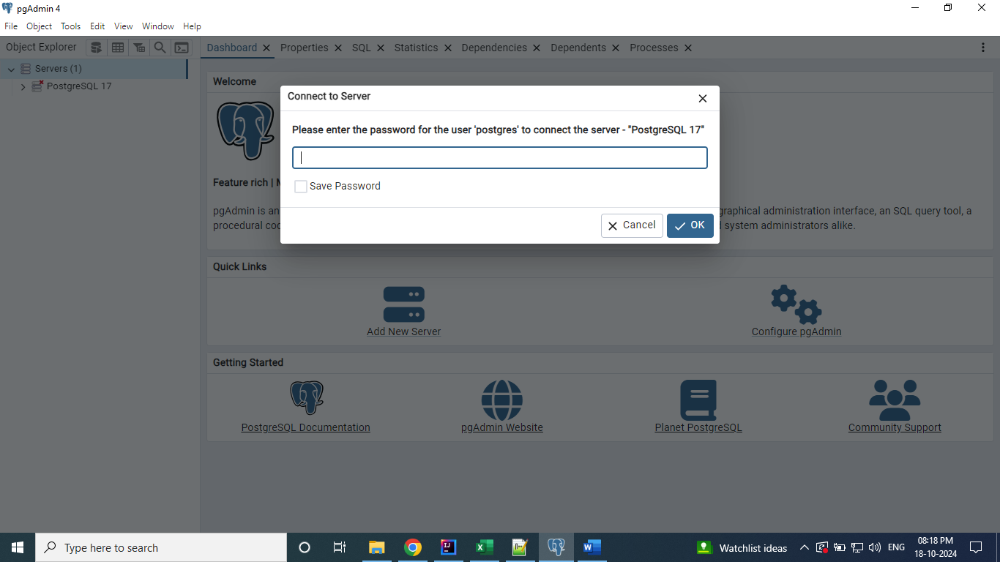 pgAdmin 4
File Object Tools Edit View Window Help
Object Explorer
Dashboard Properties SQL Statistics Dependencies Dependents Processes
Servers (1)
PostgreSQL 17
Welcome
Connect to Server
Please enter the password for the user 'postgres' to connect the server - "PostgreSQL 17"
Save Password
Cancel OK
Feature rich |
pgAdmin is an graphical administration interface, an SQL query tool, a
procedural system administrators alike.
Quick Links
Add New Server Configure pgAdmin
Getting Started
PostgreSQL Documentation pgAdmin Website Planet PostgreSQL Community Support
Type here to search
Watchlist ideas
ENG
08:18 PM
18-10-2024